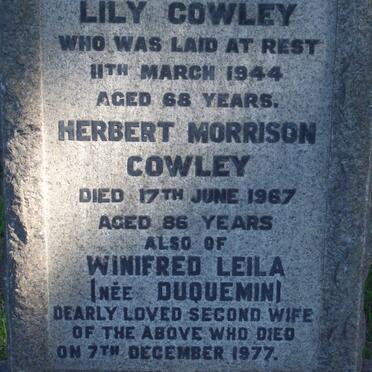 LILY COWLEY
WHO WAS LAID AT REST
11TH MARCH 1944
AGED 68 YEARS.
HERBERT MORRISON
COWLEY
DIED 17TH JUNE 1967
AGED 86 YEARS
ALSO OF
WINIFRED LEILA
(NÉE DUQUEMIN)
DEARLY LOVED SECOND WIFE
OF THE ABOVE WHO DIED
ON 7TH DECEMBER 1977.